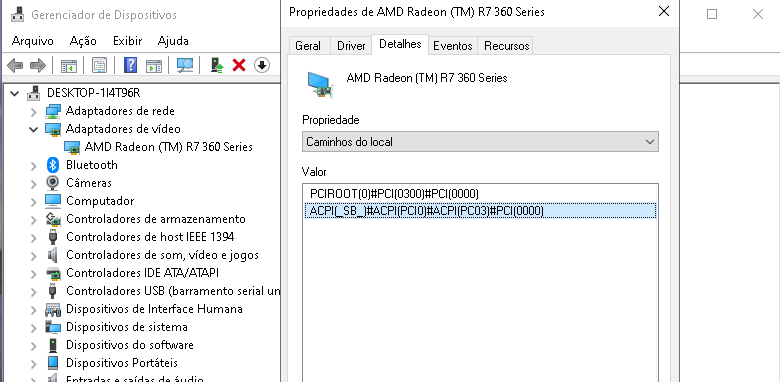 Gerenciador de Dispositivos
Arquivo Ação Exibir Ajuda
DESKTOP-1I4T96R
Adaptadores de rede
Adaptadores de vídeo
AMD Radeon (TM) R7 360 Series
Bluetooth
Câmeras
Computador
Controladores de armazenamento
Controladores de host IEEE 1394
Controladores de som, vídeo e jogos
Controladores IDE ATA/ATAPI
Controladores USB (barramento serial un
Dispositivos de Interface Humana
Dispositivos de sistema
Dispositivos do software
Dispositivos Portáteis
Entradas e saídas de áudio
Propriedades de AMD Radeon (TM) R7 360 Series
Geral Driver Detalhes Eventos Recursos
AMD Radeon (TM) R7 360 Series
Propriedade
Caminhos do local
Valor
PCIROOT(0)#PCI(0300)#PCI(0000)
ACPI(_SB_)#ACPI(PCI0)#ACPI(PC03)#PCI(0000)